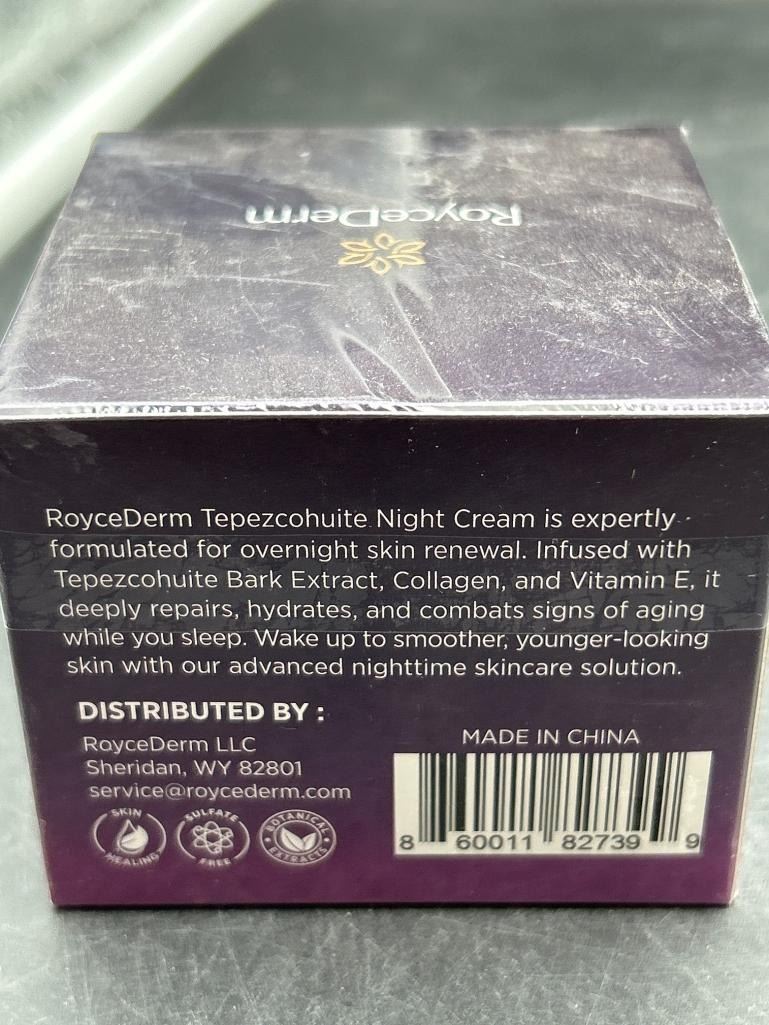 RoyceDerm
RoyceDerm Tepezcohuite Night Cream is expertly
formulated for overnight skin renewal. Infused with
Tepezcohuite Bark Extract, Collagen, and Vitamin E, it
deeply repairs, hydrates, and combats signs of aging
while you sleep. Wake up to smoother, younger-looking
skin with our advanced nighttime skincare solution.
DISTRIBUTED BY :
RoyceDerm LLC
Sheridan, WY 82801
service@roycederm.com
MADE IN CHINA
SKIN HEALING
SULFATE FREE
BOTANICAL EXTRACTS
8 60011 82739 9